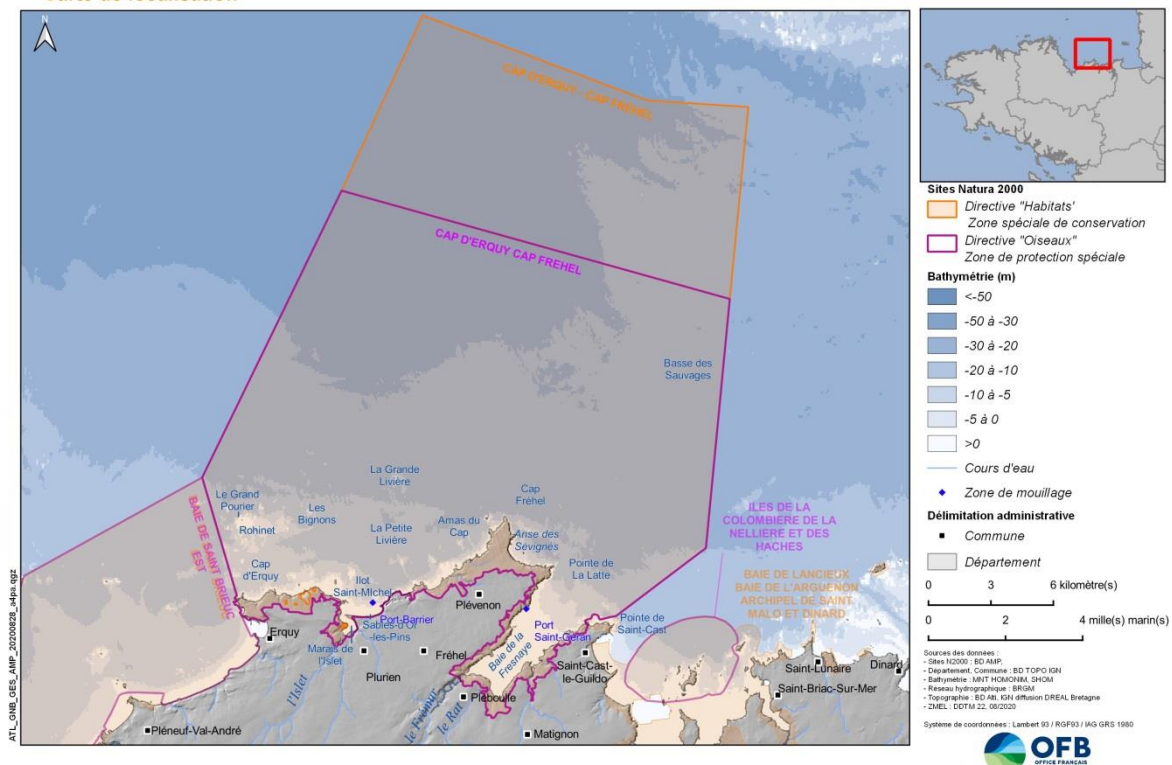 N
CAP D'ERQUY - CAP FREHEL
CAP D'ERQUY CAP FREHEL
Basse des
Sauvages
La Grande
Livière
Cap
Fréhel
Le Grand
Pourier
Les
Bignons
Rohinet
La Petite
Livière
Amas du
Cap
Anse des
Sévignés
BAIE DE SAINT BRIEUC
EST
ILES DE LA
COLOMBIERE DE LA
NELLIERE ET DES
HACHES
Cap
d'Erquy
Ilot
Saint-MIchel
Pointe de
La Latte
BAIE DE LANCIEUX
BAIE DE L'ARGUENON
ARCHIPEL DE SAINT
MALO ET DINARD
Plévenon
Port-Barrier
Port
Saint-Géran
Pointe de
Saint-Cast
Erquy
Sables-d'Or
-les-Pins
Marais de
l'Islet
Fréhel
Baie de la
Fresnaye
Saint-Cast-
le-Guildo
Saint-Lunaire
Dinard
Plurien
l'Islet
le Frémur
le Rat
Pléboulle
Saint-Briac-Sur-Mer
Pléneuf-Val-André
Matignon
ATL_GNB_GES_AMP_20200828_a4pa.qgz
Sites Natura 2000
Directive "Habitats'
Zone spéciale de conservation
Directive "Oiseaux"
Zone de protection spéciale
Bathymétrie (m)
<-50
-50 à -30
-30 à -20
-20 à -10
-10 à -5
-5 à 0
>0
Cours d'eau
Zone de mouillage
Délimitation administrative
Commune
Département
0 3 6 kilomètre(s)
0 2 4 mille(s) marin(s)
Sources des données :
- Sites N2000 : BD AMP,
- Département, Commune : BD TOPO IGN
- Bathymétrie : MNT HOMONIM, SHOM
- Reseau hydrographique : BRGM
- Topographie : BD Alti. IGN diffusion DREAL Bretagne
- ZMEL : DDTM 22, 08/2020
Système de coordonnées : Lambert 93 / RGF93 / IAG GRS 1980
OFB
OFFICE FRANÇAIS